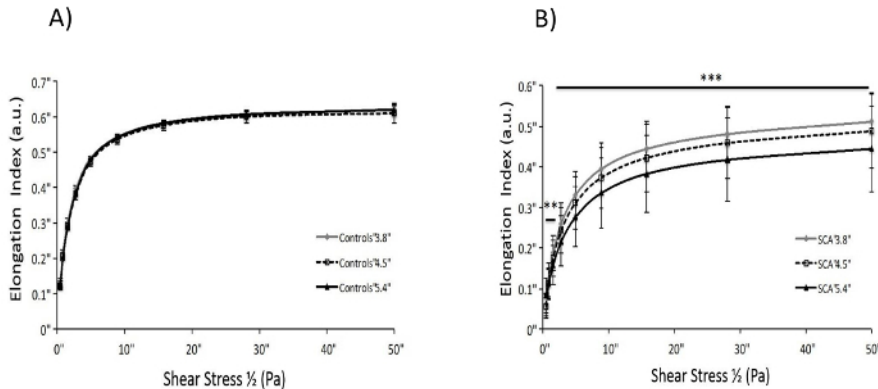 A)
Elongation Index (a.u.)
0.7"
0.6"
0.5"
0.4"
0.3"
0.2"
0.1"
0"
0"
10"
20"
30"
40"
50"
Controls"3.8"
Controls"4.5"
Controls"5.4"
Shear Stress ½ (Pa)
B)
***
**
Elongation Index (a.u.)
0.6"
0.5"
0.4"
0.3"
0.2"
0.1"
0"
0"
10"
20"
30"
40"
50"
SCA"3.8"
SCA"4.5"
SCA"5.4"
Shear Stress ½ (Pa)